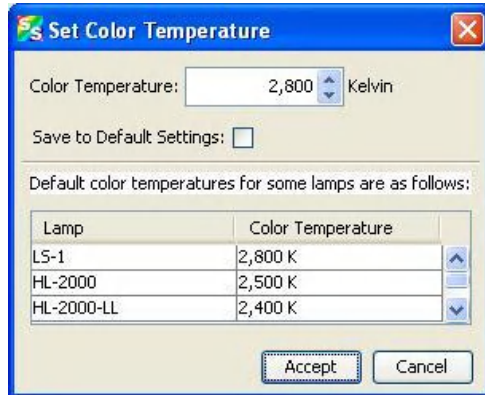 SS Set Color Temperature
Color Temperature: 2,800 Kelvin
Save to Default Settings:
Default color temperatures for some lamps are as follows:
Lamp Color Temperature
LS-1 2,800 K
HL-2000 2,500 K
HL-2000-LL 2,400 K
Accept Cancel